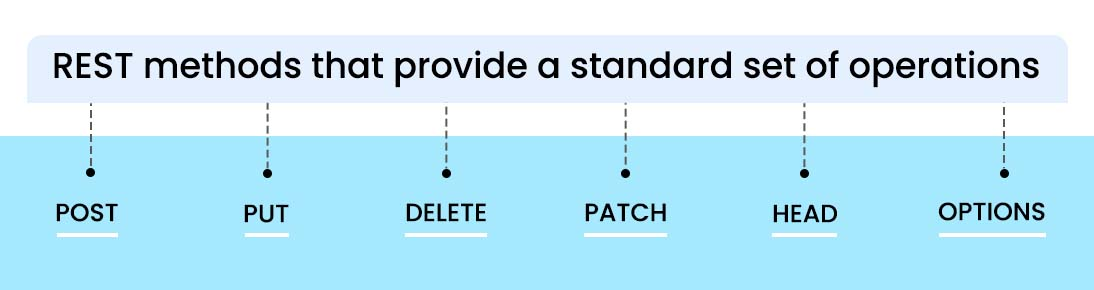 REST methods that provide a standard set of operations
POST PUT DELETE PATCH HEAD OPTIONS